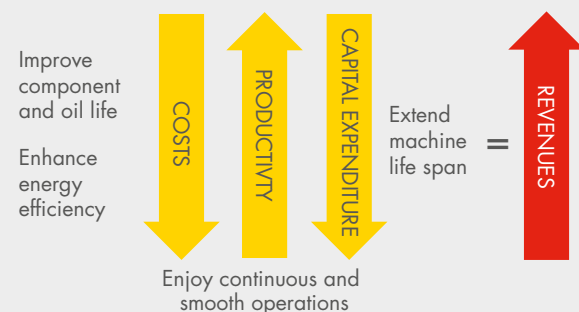 Improve
component
and oil life
Enhance
energy
efficiency
COSTS
PRODUCTIVTY
CAPITAL EXPENDITURE
Extend
machine
life span
=
REVENUES
Enjoy continuous and
smooth operations